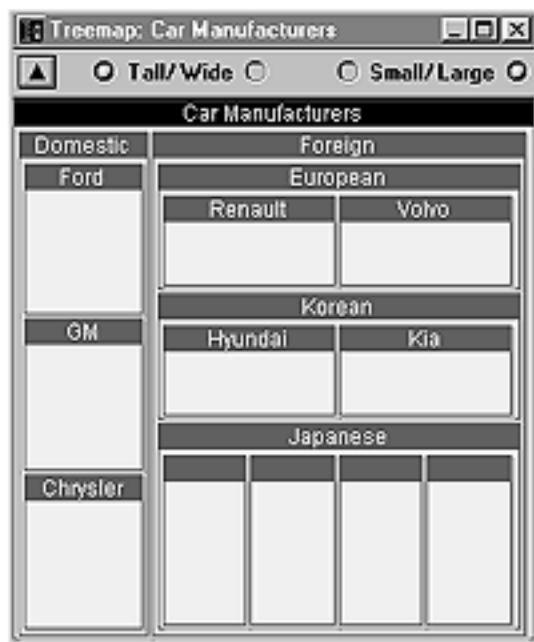 Treemap: Car Manufacturers
Tall/Wide Small/Large
Car Manufacturers
Domestic Foreign
Ford European
Renault Volvo
GM Korean
Hyundai Kia
Japanese
Chrysler